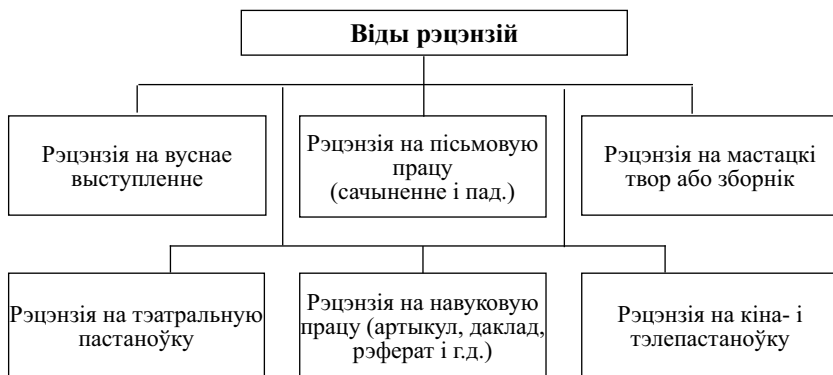 Віды рэцэнзій
Рэцэнзія на вуснае
выступленне
Рэцэнзія на пісьмовую
працу
(сачыненне і пад.)
Рэцэнзія на мастацкі
твор або зборнік
Рэцэнзія на тэатральную
пастаноўку
Рэцэнзія на навуковую
працу (артыкул, даклад,
рэферат і г.д.)
Рэцэнзія на кіна- і
тэлепастаноўку